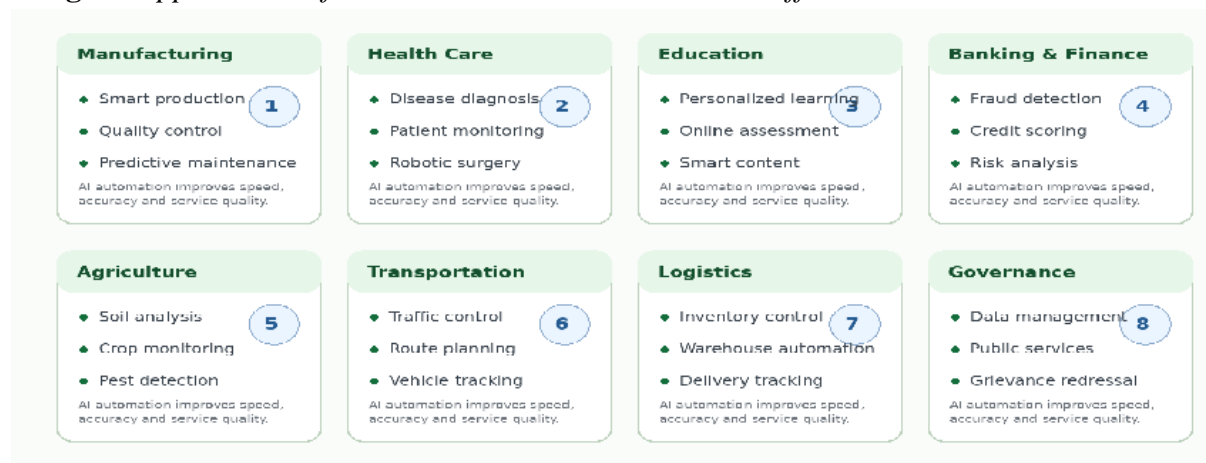 Manufacturing
Smart production
1
Quality control
Predictive maintenance
AI automation improves speed,
accuracy and service quality.
Health Care
Disease diagnosis
2
Patient monitoring
Robotic surgery
AI automation improves speed,
accuracy and service quality.
Education
Personalized learning
3
Online assessment
Smart content
AI automation improves speed,
accuracy and service quality.
Banking & Finance
Fraud detection
4
Credit scoring
Risk analysis
AI automation improves speed,
accuracy and service quality.
Agriculture
Soil analysis
5
Crop monitoring
Pest detection
AI automation improves speed,
accuracy and service quality.
Transportation
Traffic control
6
Route planning
Vehicle tracking
AI automation improves speed,
accuracy and service quality.
Logistics
Inventory control
7
Warehouse automation
Delivery tracking
AI automation improves speed,
accuracy and service quality.
Governance
Data management
8
Public services
Grievance redressal
AI automation improves speed,
accuracy and service quality.